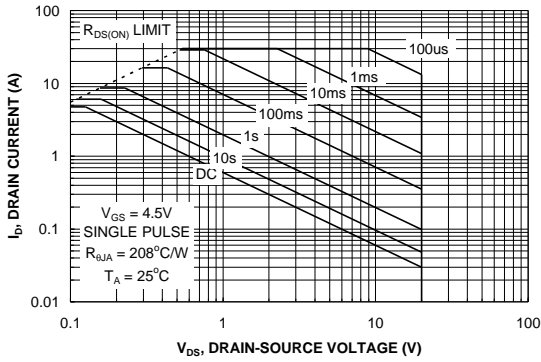 100
R_DS(ON) LIMIT
100us
1ms
10
10ms
100ms
1s
1
10s
DC
V_GS = 4.5V
SINGLE PULSE
R_θJA = 208°C/W
T_A = 25°C
0.1
0.01
0.1 1 10 100
I_D, DRAIN CURRENT (A)
V_DS, DRAIN-SOURCE VOLTAGE (V)